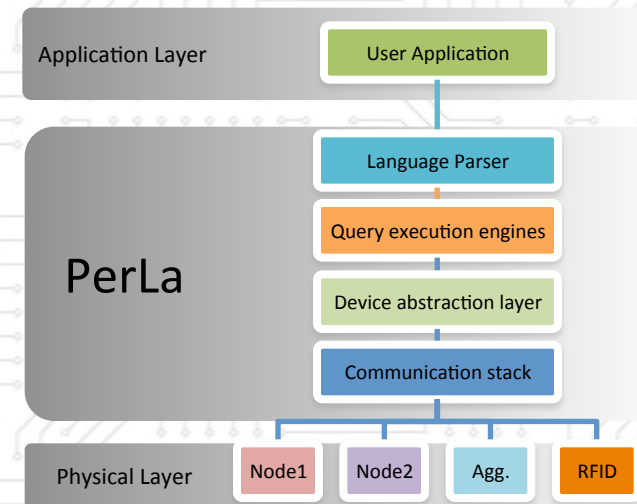 Application Layer
User Application
Language Parser
Query execution engines
PerLa
Device abstraction layer
Communication stack
Physical Layer
Node1
Node2
Agg.
RFID